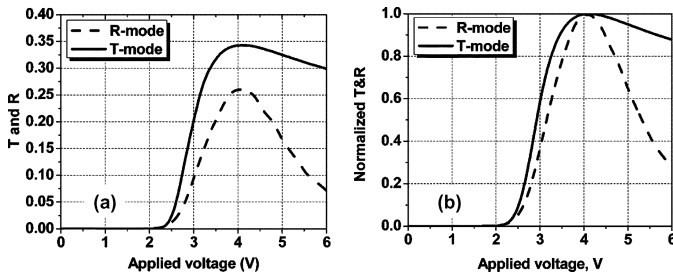 0.40
0.35
0.30
0.25
0.20
0.15
0.10
0.05
0.00
T and R
R-mode
T-mode
(a)
0 1 2 3 4 5 6
Applied voltage (V)
1.0
0.8
0.6
0.4
0.2
0.0
Normalized T&R
R-mode
T-mode
(b)
0 1 2 3 4 5 6
Applied voltage, V